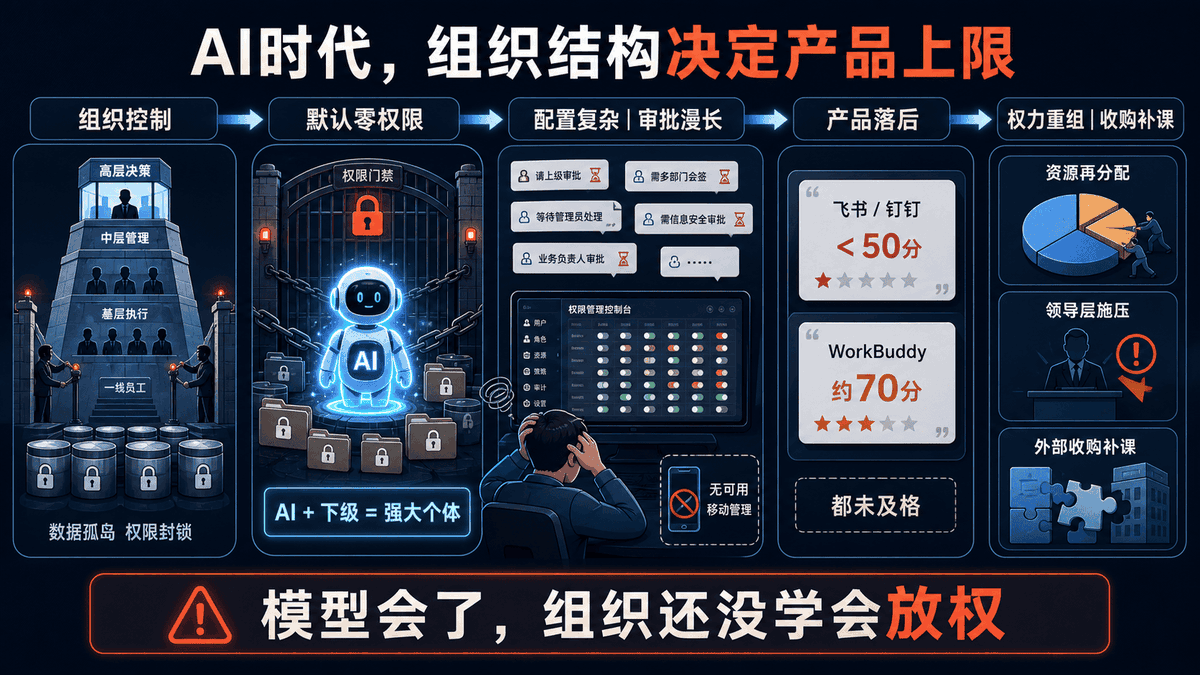 AI时代，组织结构决定产品上限
组织控制
默认零权限
配置复杂 | 审批漫长
产品落后
权力重组 | 收购补课
高层决策
中层管理
基层执行
一线员工
数据孤岛 权限封锁
权限门禁
AI
AI + 下级 = 强大个体
请上级审批
需多部门会签
等待管理员处理
需信息安全审批
业务负责人审批
•••••
权限管理控制台
用户
角色
资源
审计
设置
无可用
移动管理
“
飞书 / 钉钉
< 50分
”
“
WorkBuddy
约70分
”
都未及格
资源再分配
领导层施压
外部收购补课
模型会了，组织还没学会放权